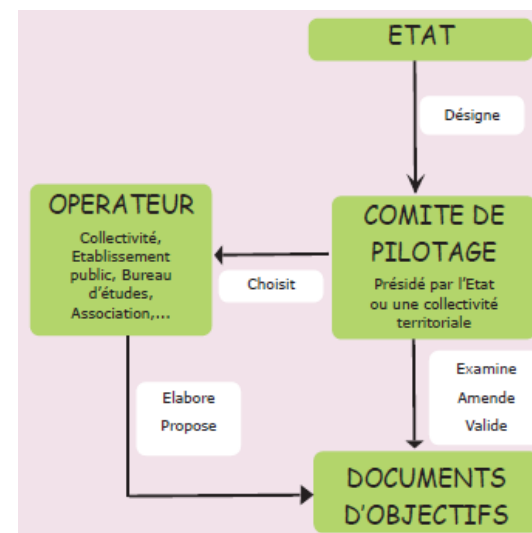 ETAT
Désigne
OPERATEUR
Collectivité,
Etablissement
public, Bureau
d'études,
Association,...
Choisit
COMITE DE
PILOTAGE
Présidé par l'Etat
ou une collectivité
territoriale
Elabore
Propose
Examine
Amende
Valide
DOCUMENTS
D'OBJECTIFS